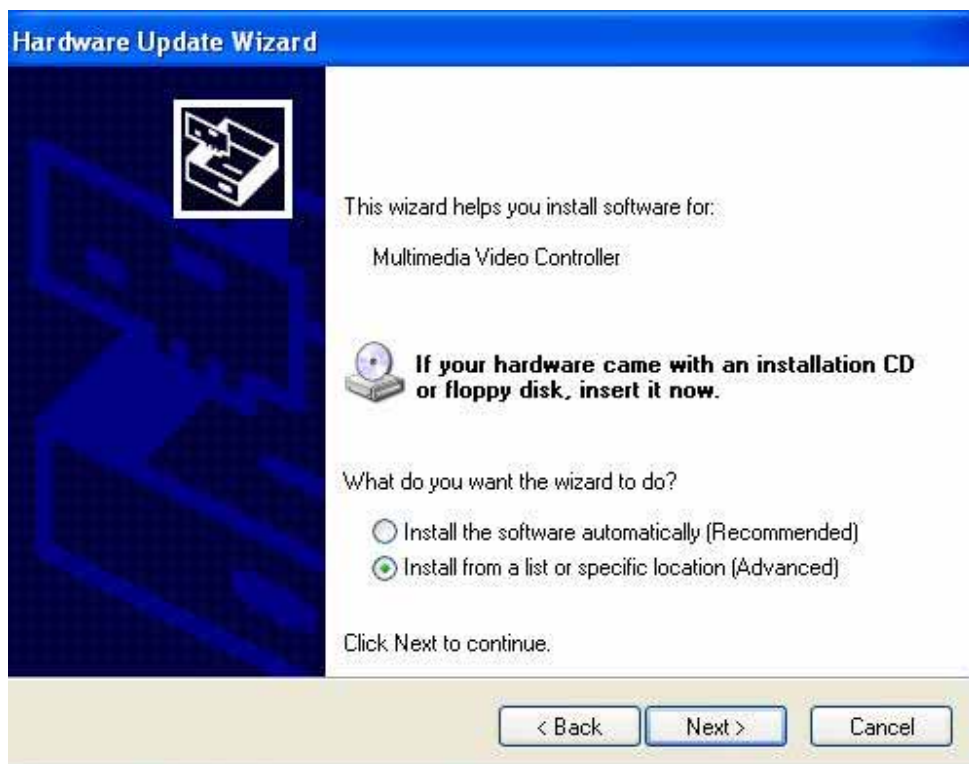 Hardware Update Wizard
This wizard helps you install software for:
Multimedia Video Controller
If your hardware came with an installation CD
or floppy disk, insert it now.
What do you want the wizard to do?
Install the software automatically (Recommended)
Install from a list or specific location (Advanced)
Click Next to continue.
< Back
Next >
Cancel